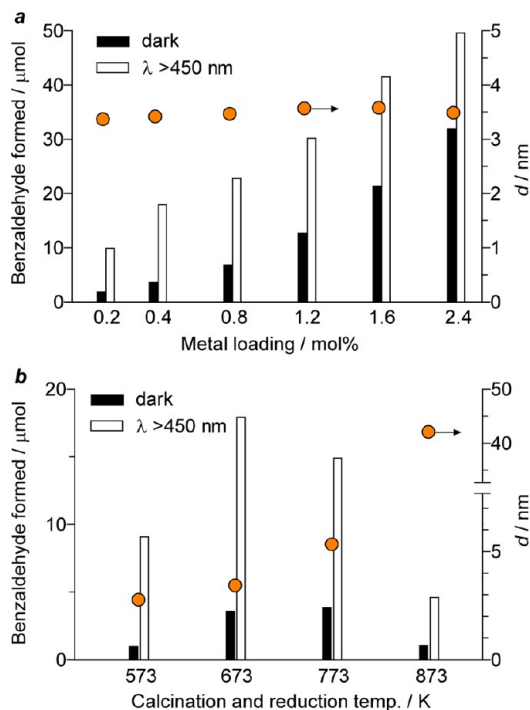 a
dark
λ >450 nm
Benzaldehyde formed / μmol
50
40
30
20
10
0
5
4
3
2
1
0
d / nm
0.2 0.4 0.8 1.2 1.6 2.4
Metal loading / mol%
b
dark
λ >450 nm
Benzaldehyde formed / μmol
20
10
0
50
40
5
0
d / nm
573 673 773 873
Calcination and reduction temp. / K